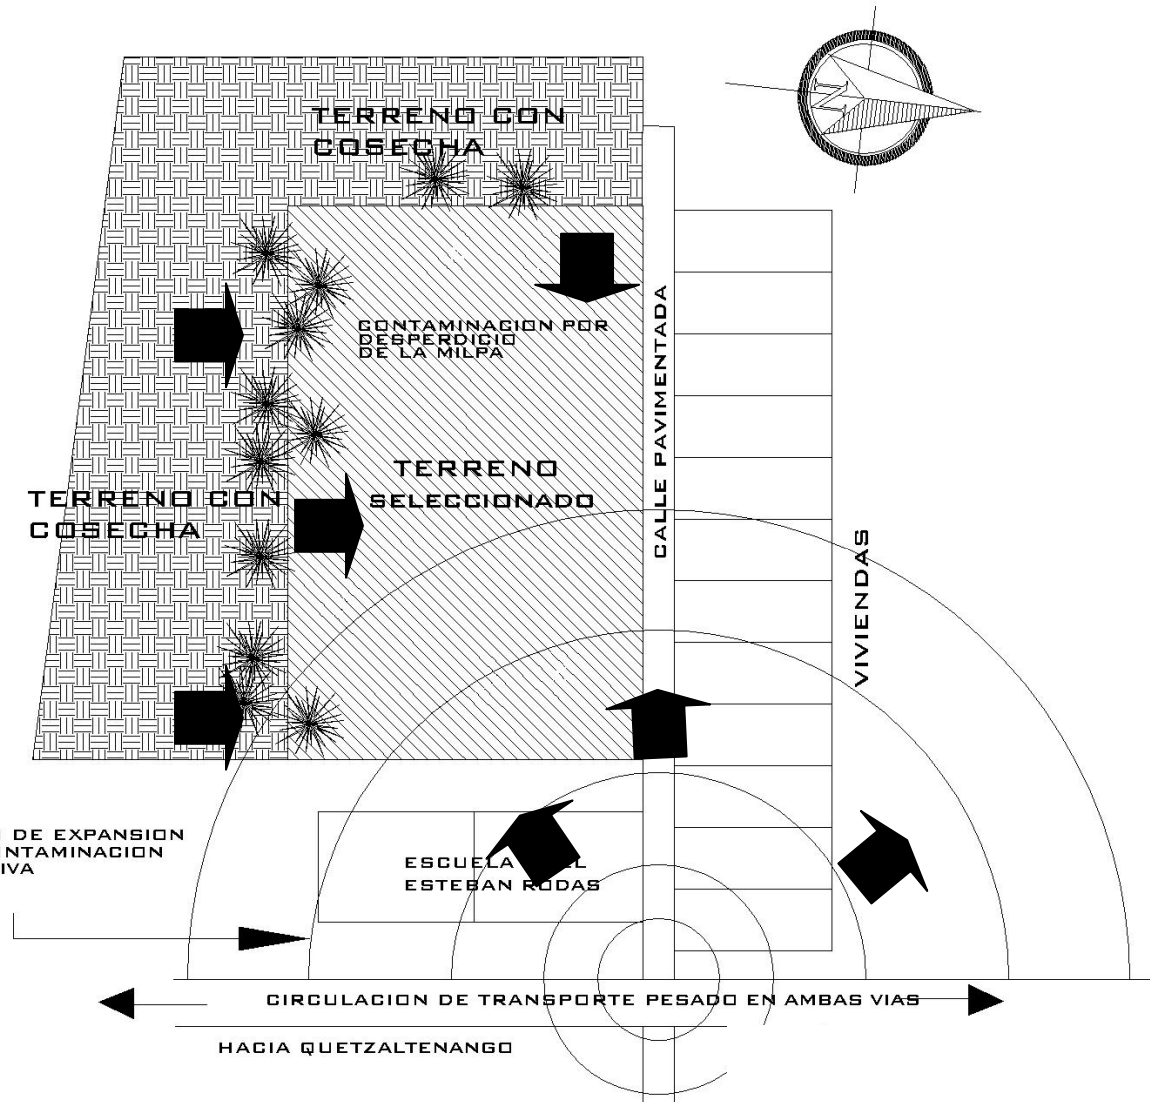 TERRENO CON
COSECHA
N
CONTAMINACION POR
DESPERDICIO
DE LA MILPA
CALLE PAVIMENTADA
TERRENO
SELECCIONADO
TERRENO CON
COSECHA
VIVIENDAS
DE EXPANSION
NTAMINACION
IVA
ESCUELA
ESTEBAN RODAS
CIRCULACION DE TRANSPORTE PESADO EN AMBAS VIAS
HACIA QUETZALTENANGO